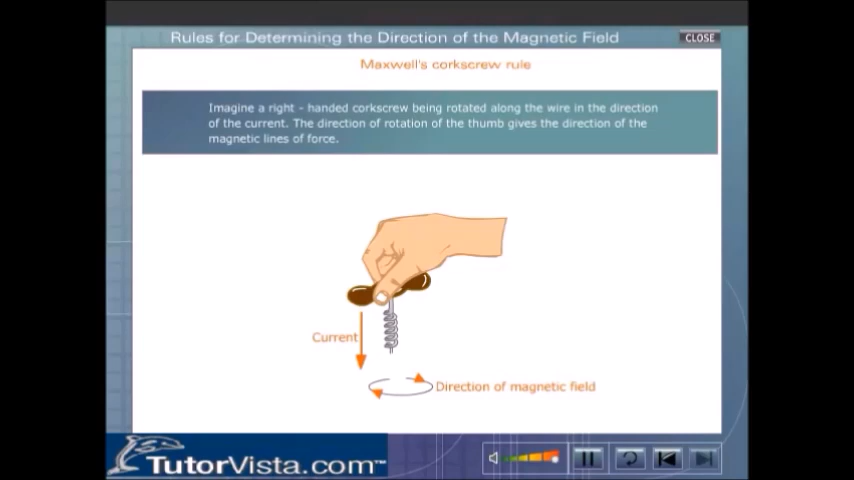 Rules for Determining the Direction of the Magnetic Field
CLOSE
Maxwell's corkscrew rule
Imagine a right - handed corkscrew being rotated along the wire in the direction
of the current. The direction of rotation of the thumb gives the direction of the
magnetic lines of force.
Current
Direction of magnetic field
TutorVista.com™